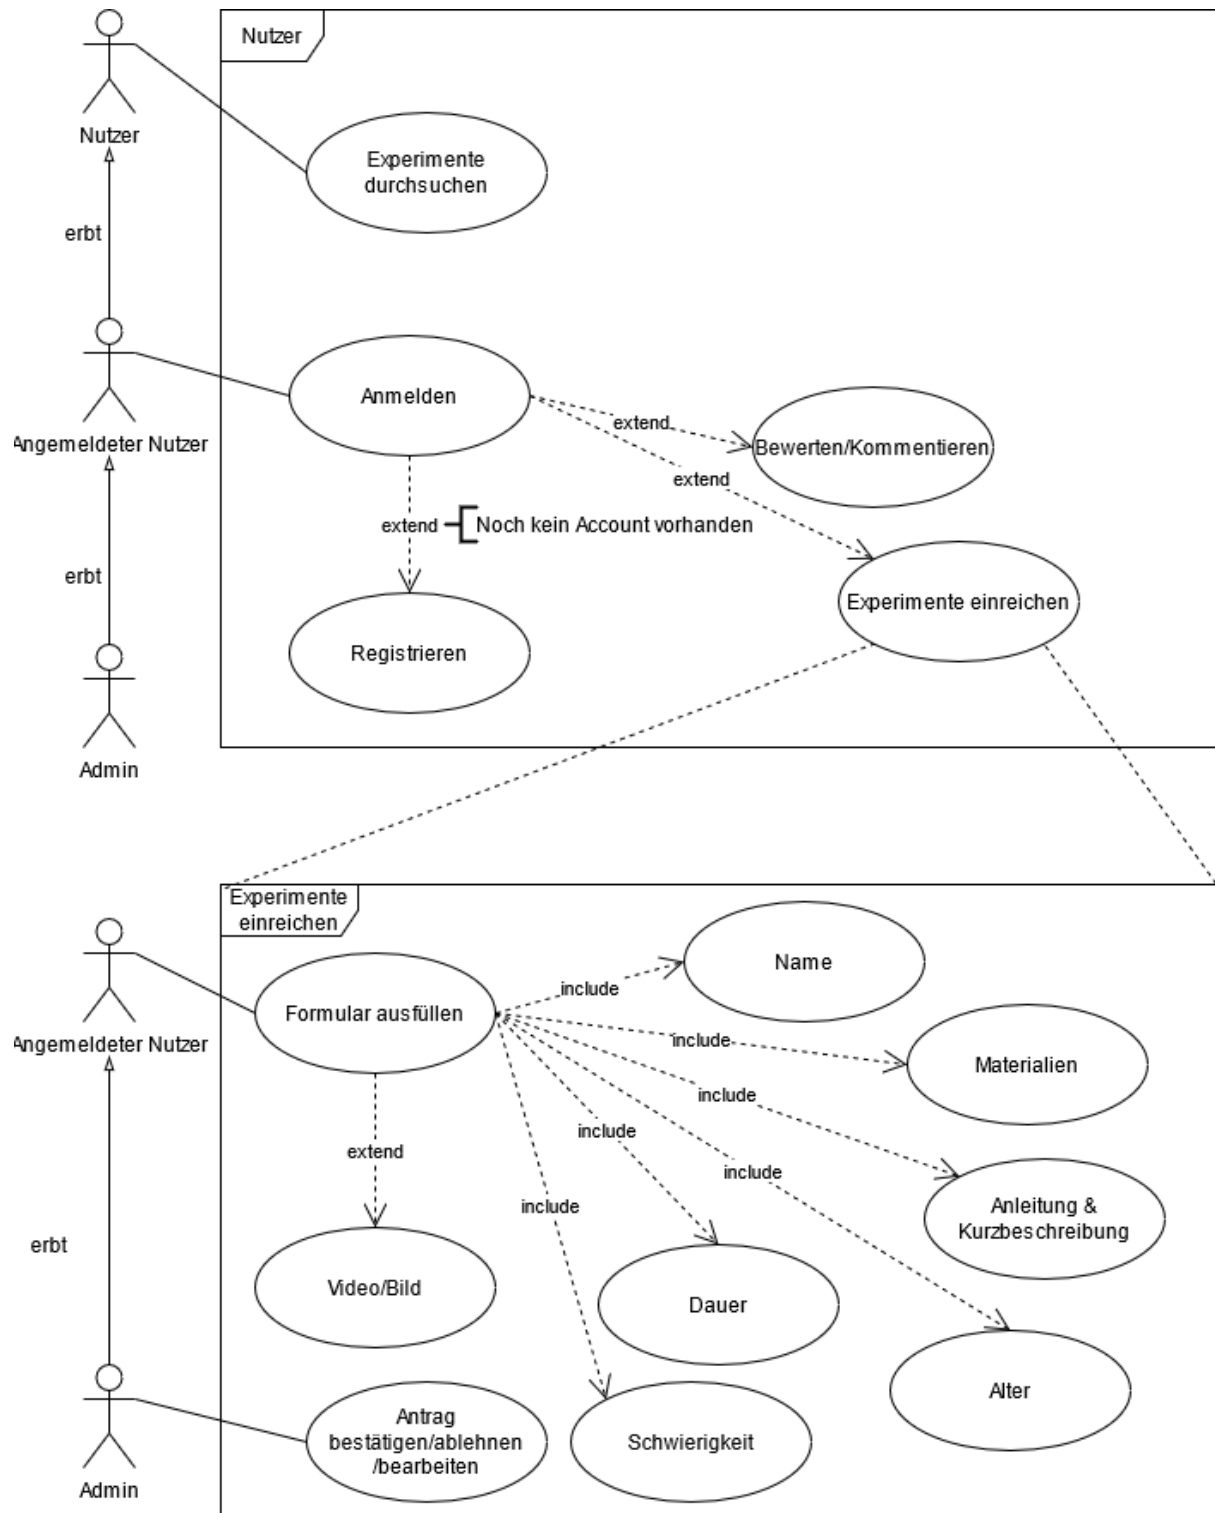 Nutzer
Nutzer
Experimente
durchsuchen
erbt
Anmelden
extend
Bewerten/Kommentieren
Angemeldeter Nutzer
extend
extend
Noch kein Account vorhanden
erbt
Experimente einreichen
Registrieren
Admin
Experimente
einreichen
Name
include
Formular ausfüllen
Angemeldeter Nutzer
include
Materialien
include
include
extend
include
include
Anleitung &
Kurzbeschreibung
erbt
Video/Bild
Dauer
Alter
Antrag
bestätigen/ablehnen
/bearbeiten
Schwierigkeit
Admin